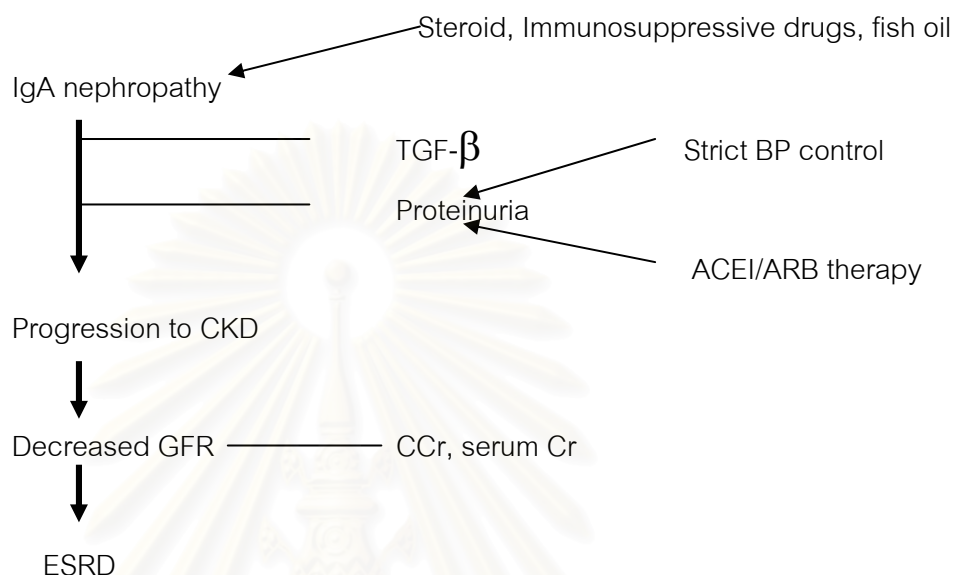 Steroid, Immunosuppressive drugs, fish oil
IgA nephropathy
TGF-β
Strict BP control
Proteinuria
ACEI/ARB therapy
Progression to CKD
Decreased GFR
CCr, serum Cr
ESRD